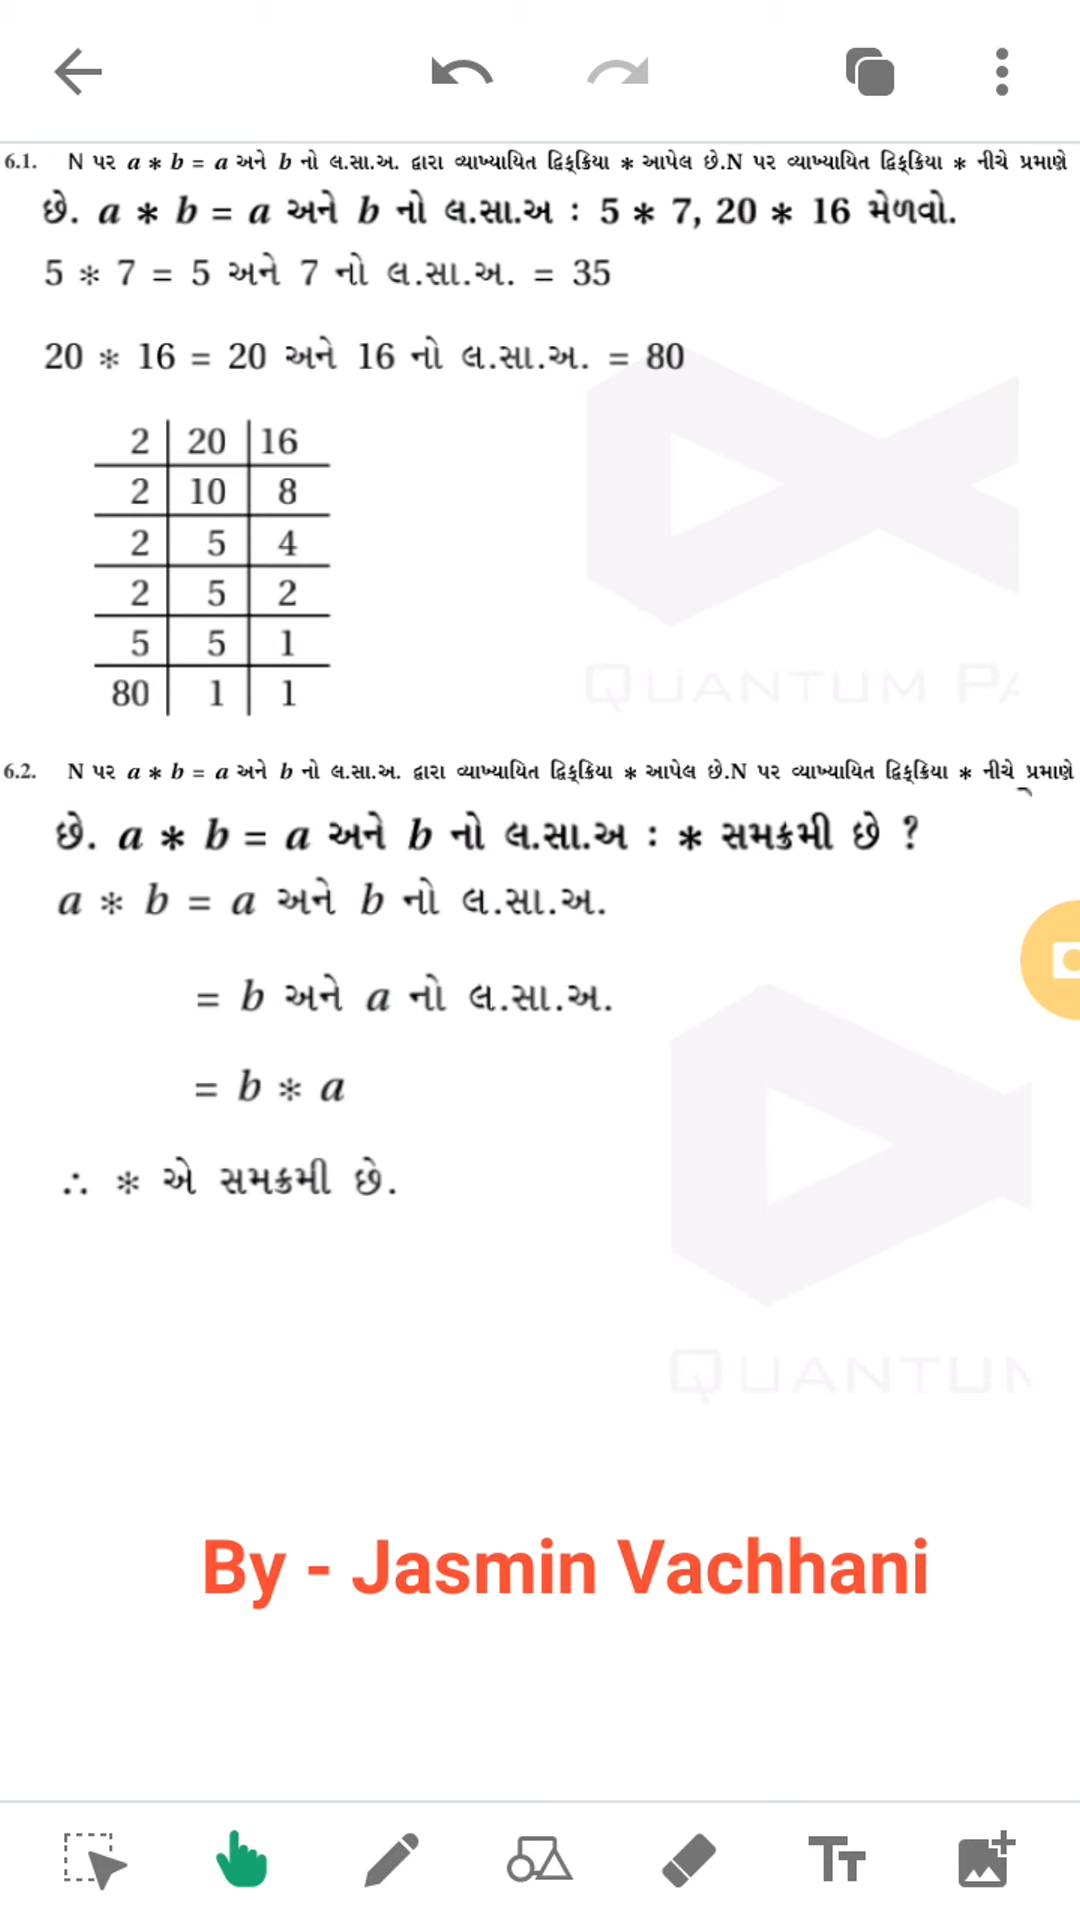 6.1. N પર a * b = a અને b નો લ.સા.અ. દ્વારા વ્યાખ્યાયિત દ્વિક્ક્રિયા * આપેલ છે.N પર વ્યાખ્યાયિત દ્વિક્ક્રિયા * નીચે પ્રમાણે
છે. a * b = a અને b નો લ.સા.અ : 5 * 7, 20 * 16 મેળવો.
5 * 7 = 5 અને 7 નો લ.સા.અ. = 35
20 * 16 = 20 અને 16 નો લ.સા.અ. = 80
2 20 16
2 10 8
2 5 4
2 5 2
5 5 1
80 1 1
QUANTUM PA
6.2. N પર a * b = a અને b નો લ.સા.અ. દ્વારા વ્યાખ્યાયિત દ્વિક્ક્રિયા * આપેલ છે.N પર વ્યાખ્યાયિત દ્વિક્ક્રિયા * નીચે પ્રમાણે
છે. a * b = a અને b નો લ.સા.અ : * સમક્રમી છે ?
a * b = a અને b નો લ.સા.અ.
= b અને a નો લ.સા.અ.
= b * a
∴ * એ સમક્રમી છે.
QUANTUM
By - Jasmin Vachhani
TT